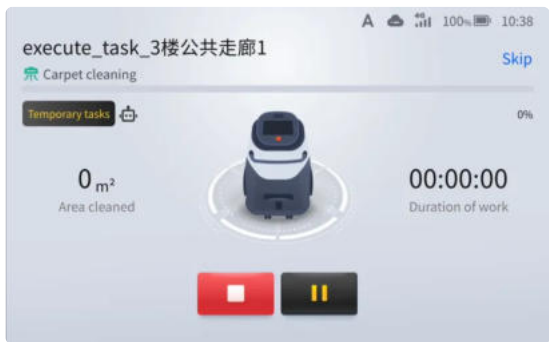 A 4G 100% 10:38
execute_task_3楼公共走廊1
Skip
Carpet cleaning
Temporary tasks
0%
0 m²
Area cleaned
00:00:00
Duration of work